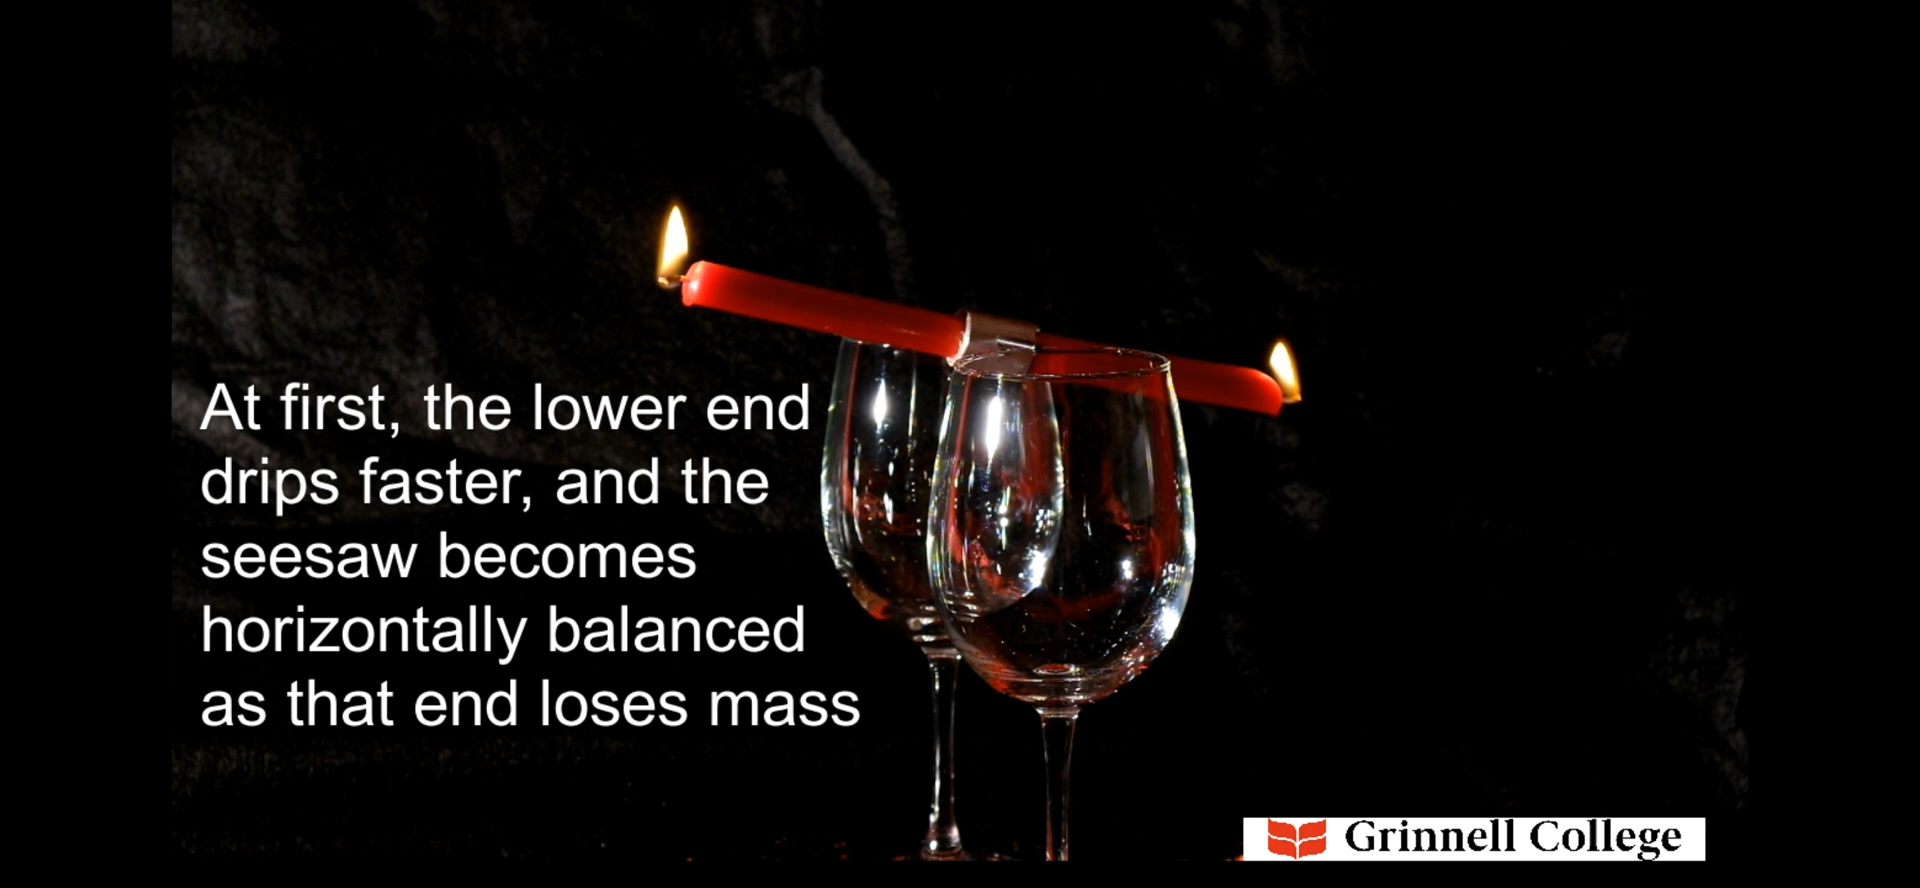 At first, the lower end
drips faster, and the
seesaw becomes
horizontally balanced
as that end loses mass
Grinnell College